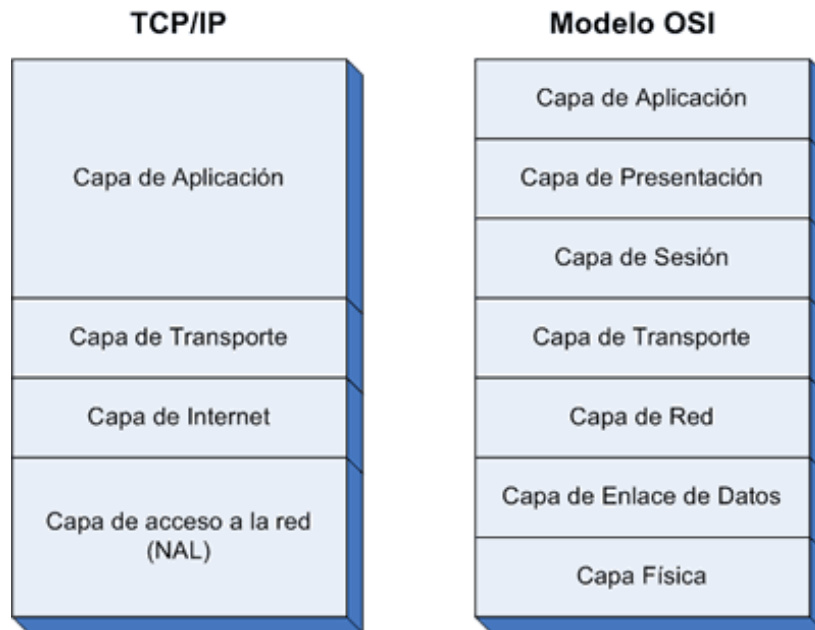 TCP/IP
Capa de Aplicación
Capa de Transporte
Capa de Internet
Capa de acceso a la red
(NAL)
Modelo OSI
Capa de Aplicación
Capa de Presentación
Capa de Sesión
Capa de Transporte
Capa de Red
Capa de Enlace de Datos
Capa Física